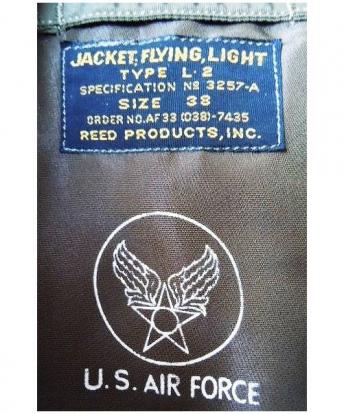 JACKET, FLYING, LIGHT
TYPE L-2
SPECIFICATION Nº 3257-A
SIZE 38
ORDER NO. AF 33 (038)-7435
REED PRODUCTS, INC.
U.S. AIR FORCE